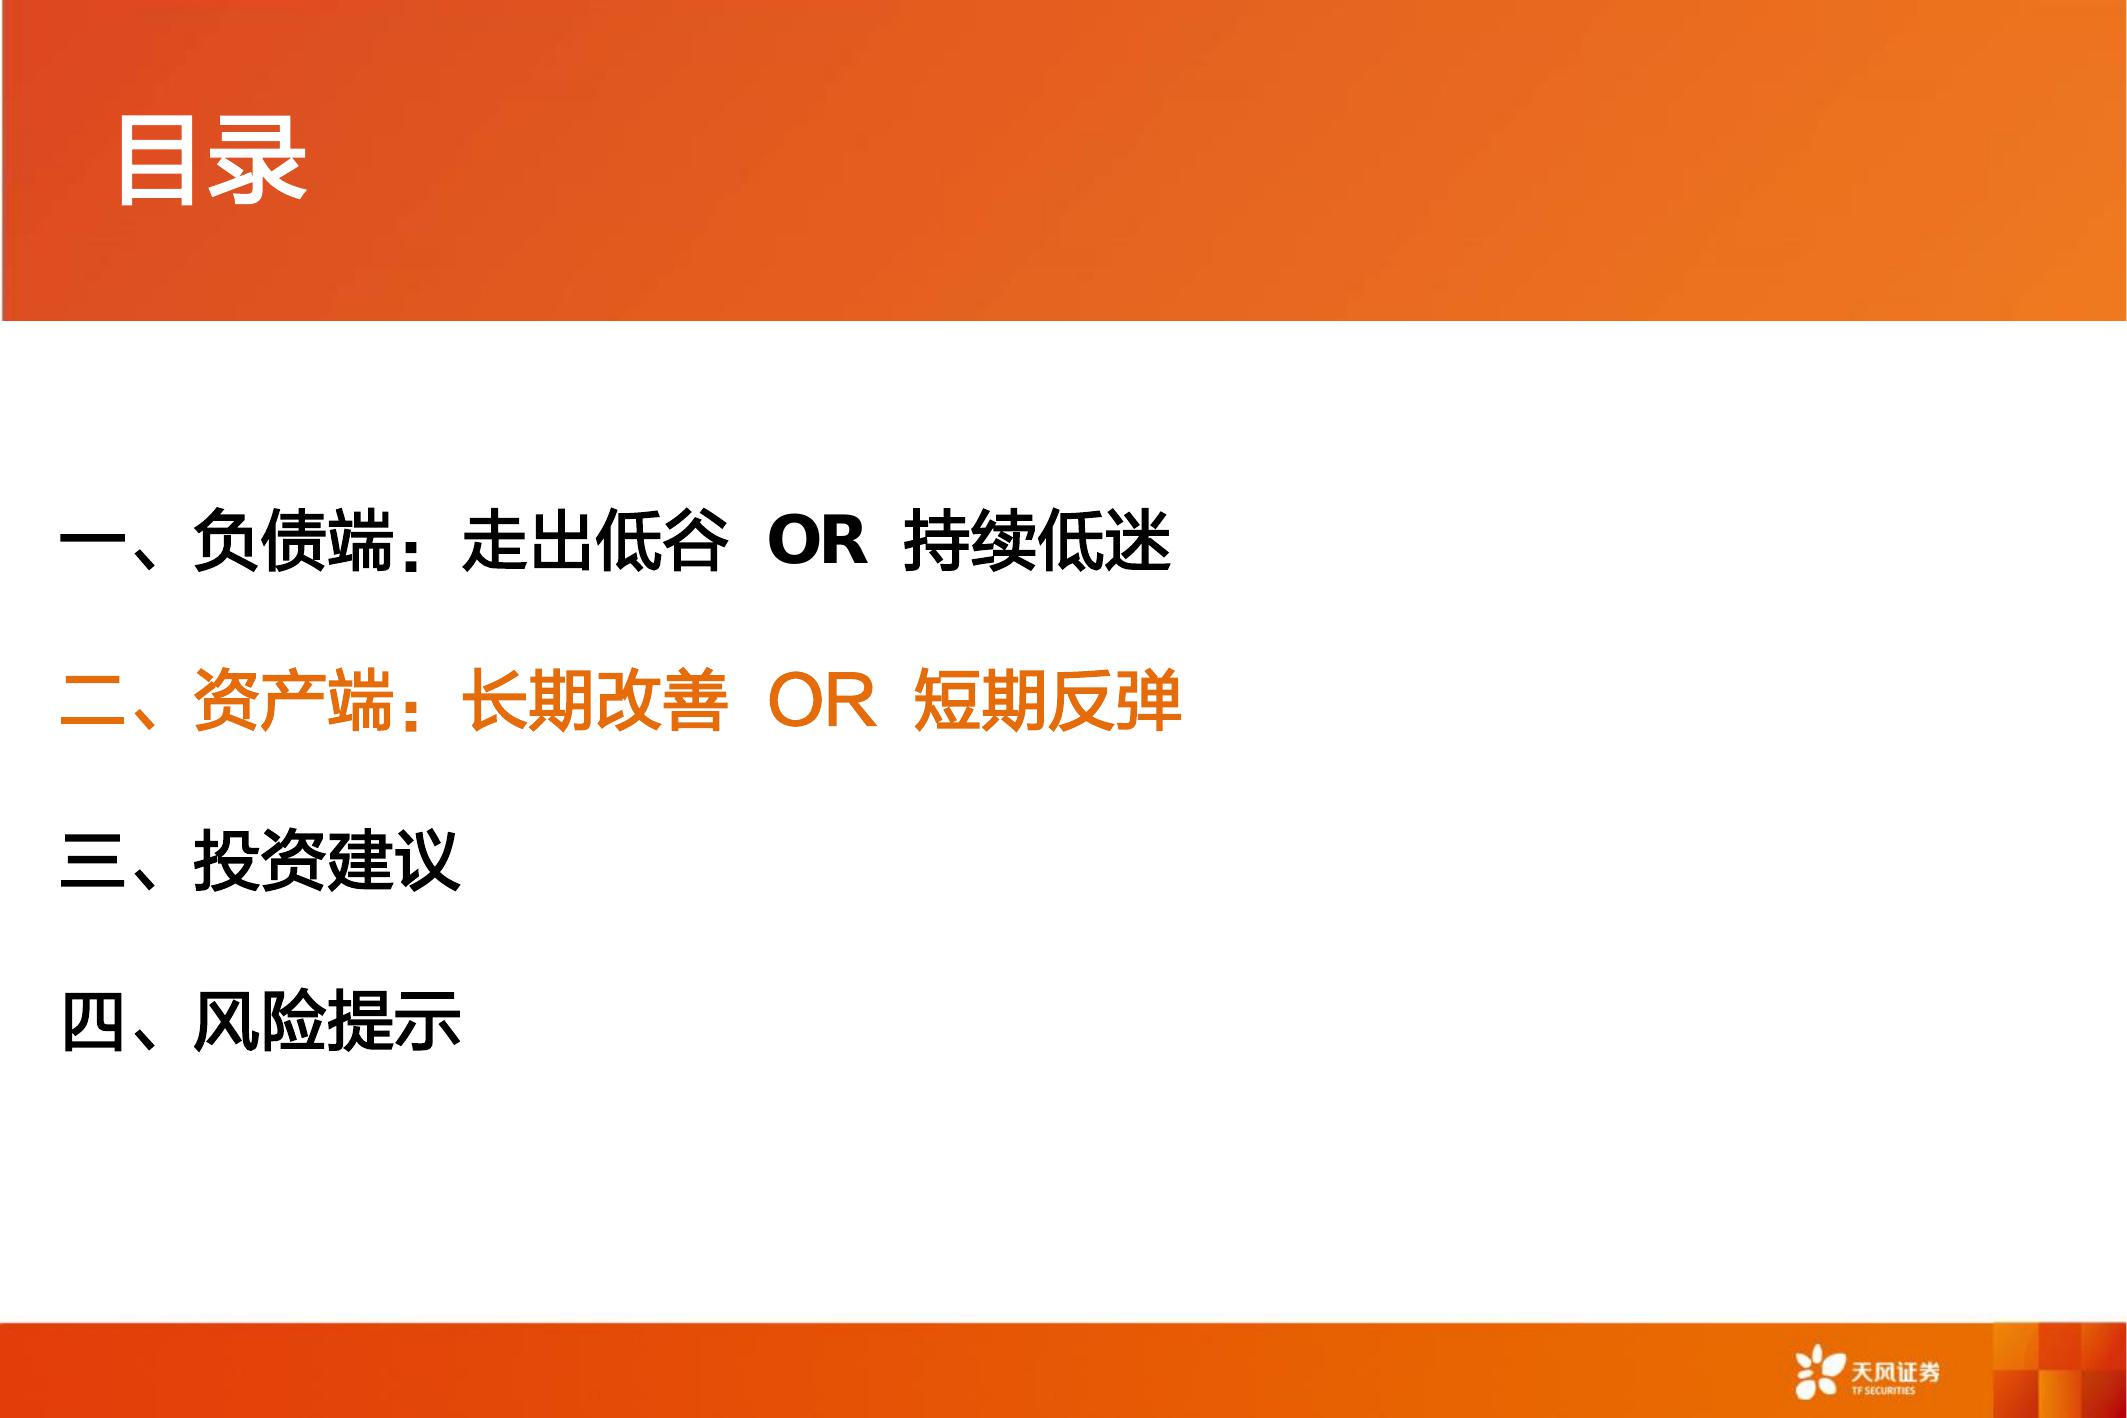 目录
一、负债端：走出低谷 OR 持续低迷
二、资产端：长期改善 OR 短期反弹
三、投资建议
四、风险提示
天风证券
TF SECURITIES